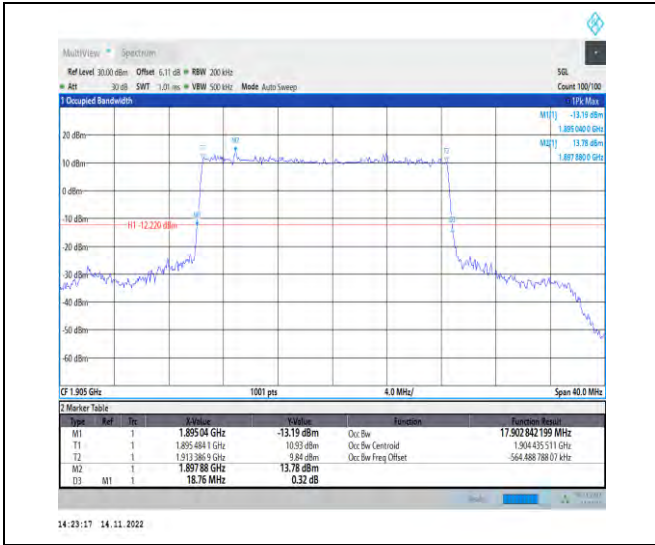 MultiView Spectrum
Ref Level 30.00 dBm Offset 6.11 dB RBW 200 kHz SGL
Att 30 dB SWT 1.01 ms VBW 500 kHz Mode Auto Sweep Count 100/100
1 Occupied Bandwidth 1Pk Max
M1[1] -13.19 dBm
1.895 040 0 GHz
M2[1] 13.78 dBm
1.897 880 0 GHz
20 dBm
T1 M2 T2
10 dBm
0 dBm
-10 dBm
M1 D3
H1 -12.220 dBm
-20 dBm
-30 dBm
-40 dBm
-50 dBm
-60 dBm
CF 1.905 GHz 1001 pts 4.0 MHz/ Span 40.0 MHz
2 Marker Table
Type Ref Trc X-Value Y-Value Function Function Result
M1 1 1.895 04 GHz -13.19 dBm Occ Bw 17.902 842 199 MHz
T1 1 1.895 484 1 GHz 10.93 dBm Occ Bw Centroid 1.904 435 511 GHz
T2 1 1.913 386 9 GHz 9.84 dBm Occ Bw Freq Offset -564.488 788 07 kHz
M2 1 1.897 88 GHz 13.78 dBm
D3 M1 1 18.76 MHz 0.32 dB
14:23:17 14.11.2022